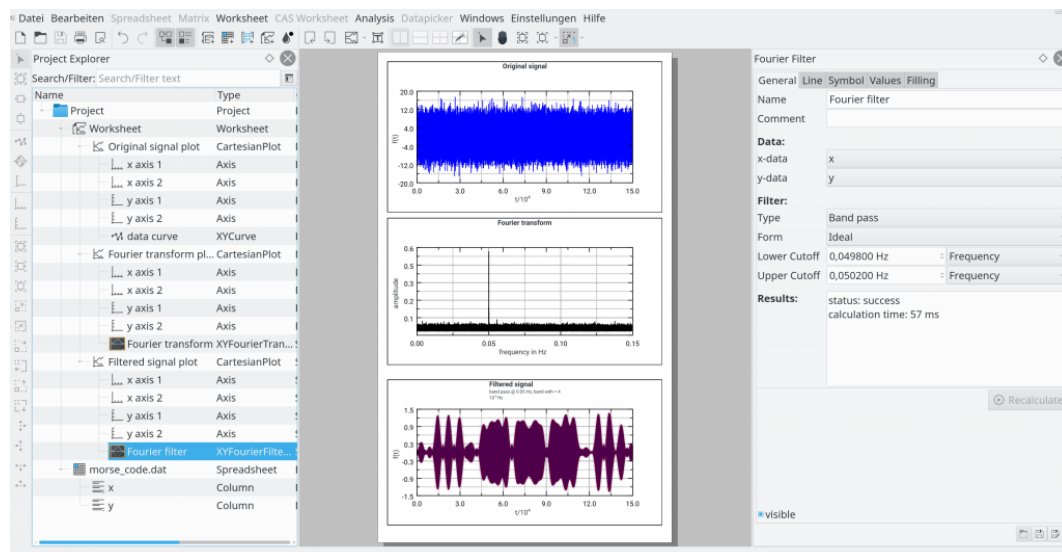 Datei Bearbeiten Spreadsheet Matrix Worksheet CAS Worksheet Analysis Datapicker Windows Einstellungen Hilfe
Project Explorer
Search/Filter: Search/Filter text
Name Type
Project Project
Worksheet Worksheet
Original signal plot CartesianPlot
x axis 1 Axis
x axis 2 Axis
y axis 1 Axis
y axis 2 Axis
data curve XYCurve
Fourier transform pl... CartesianPlot
x axis 1 Axis
x axis 2 Axis
y axis 1 Axis
y axis 2 Axis
Fourier transform XYFourierTran...
Filtered signal plot CartesianPlot
x axis 1 Axis
x axis 2 Axis
y axis 1 Axis
y axis 2 Axis
Fourier filter XYFourierFilte...
morse_code.dat Spreadsheet
x Column
y Column
Original signal
20.0
12.0
4.0
-4.0
-12.0
-20.0
f(t)
0.0 3.0 6.0 9.0 12.0 15.0
t/10⁴
Fourier transform
0.6
0.5
0.3
0.2
0.1
amplitude
0.00 0.05 0.10 0.15
frequency in Hz
Filtered signal
band pass @ 0.05 Hz, band with = 4
1.5
0.9
0.3
-0.3
-0.9
-1.5
f(t)
0.0 3.0 6.0 9.0 12.0 15.0
t/10⁴
Fourier Filter
General Line Symbol Values Filling
Name Fourier filter
Comment
Data:
x-data x
y-data y
Filter:
Type Band pass
Form Ideal
Lower Cutoff 0,049800 Hz Frequency
Upper Cutoff 0,050200 Hz Frequency
Results: status: success
calculation time: 57 ms
Recalculate
visible